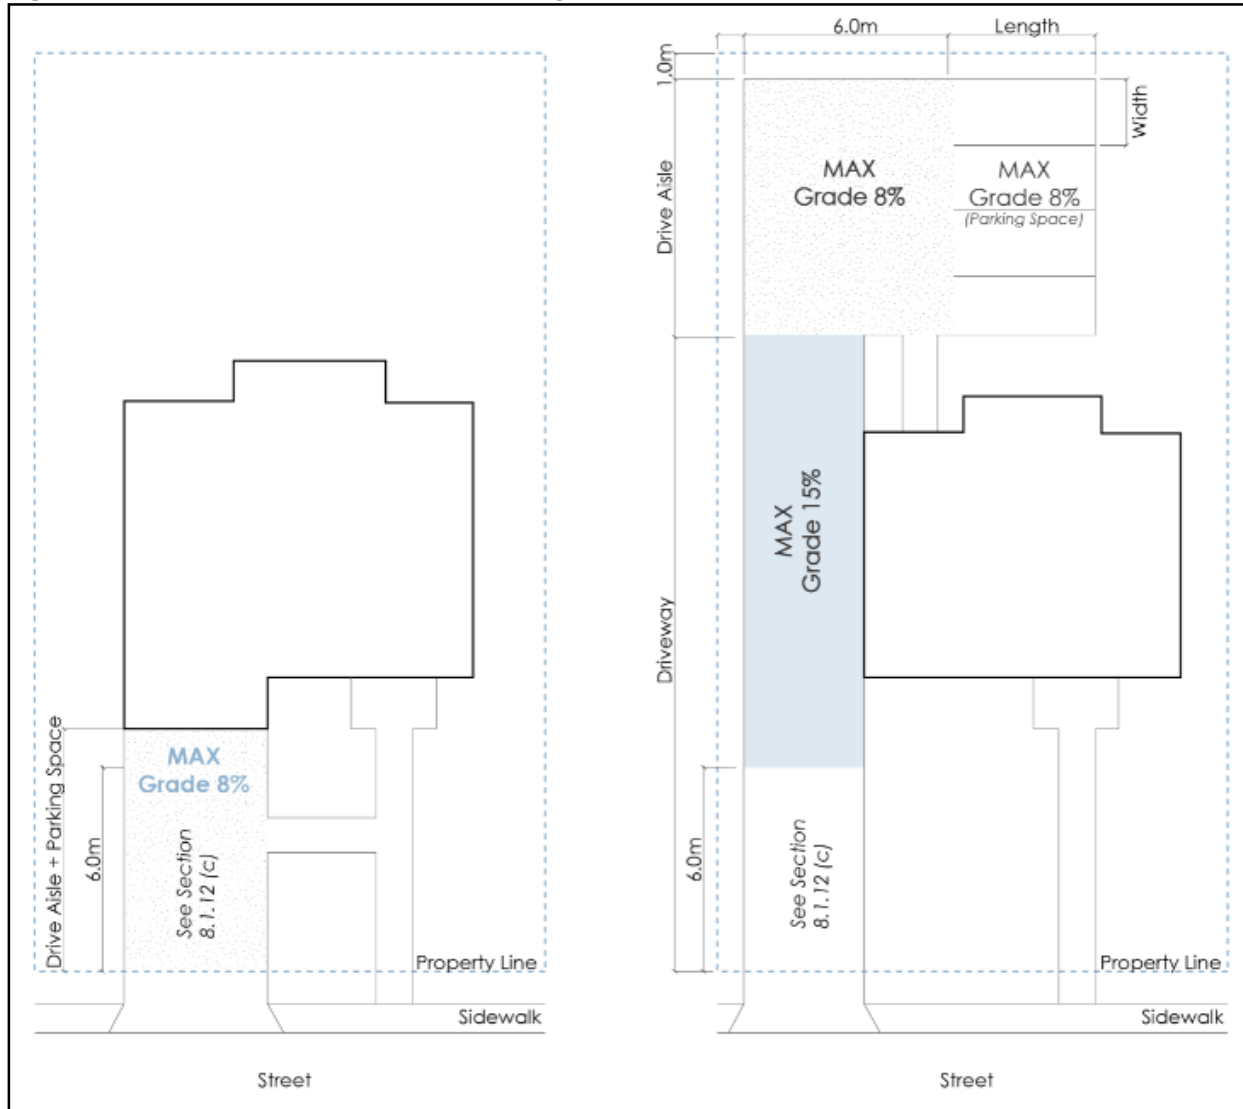 MAX
Grade 8%
See Section
8.1.12 (c)
Drive Aisle + Parking Space
6.0m
Property Line
Sidewalk
Street
6.0m
Length
1.0m
Width
Drive Aisle
MAX
Grade 8%
MAX
Grade 8%
(Parking Space)
MAX
Grade 15%
Driveway
6.0m
See Section
8.1.12 (c)
Property Line
Sidewalk
Street